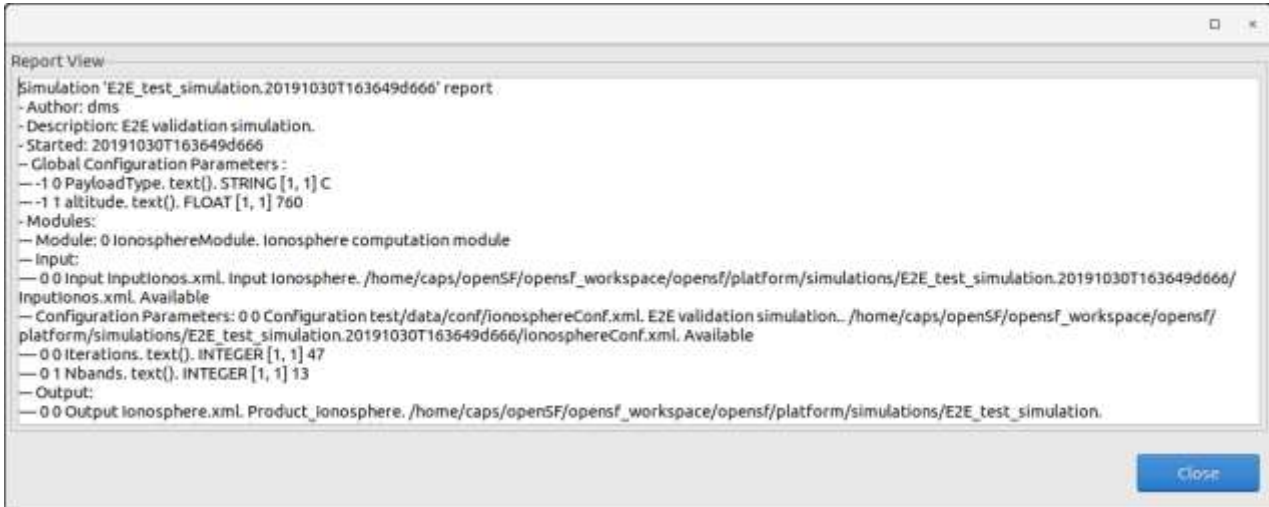 Report View
Simulation 'E2E_test_simulation.20191030T163649d666' report
- Author: dms
- Description: E2E validation simulation.
- Started: 20191030T163649d666
-- Global Configuration Parameters :
--- -1 0 PayloadType. text(). STRING [1, 1] C
--- -1 1 altitude. text(). FLOAT [1, 1] 760
- Modules:
-- Module: 0 IonosphereModule. Ionosphere computation module
-- Input:
--- 0 0 Input InputIonos.xml. Input Ionosphere. /home/caps/openSF/opensf_workspace/opensf/platform/simulations/E2E_test_simulation.20191030T163649d666/
InputIonos.xml. Available
-- Configuration Parameters: 0 0 Configuration test/data/conf/ionosphereConf.xml. E2E validation simulation.. /home/caps/openSF/opensf_workspace/opensf/
platform/simulations/E2E_test_simulation.20191030T163649d666/ionosphereConf.xml. Available
--- 0 0 Iterations. text(). INTEGER [1, 1] 47
--- 0 1 Nbands. text(). INTEGER [1, 1] 13
-- Output:
--- 0 0 Output Ionosphere.xml. Product_Ionosphere. /home/caps/openSF/opensf_workspace/opensf/platform/simulations/E2E_test_simulation.
Close